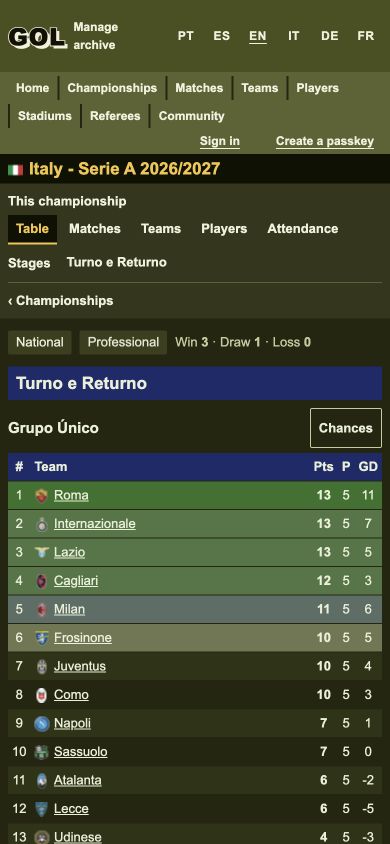 GOL Manage archive PT ES EN IT DE FR
Home Championships Matches Teams Players
Stadiums Referees Community
Sign in Create a passkey
Italy - Serie A 2026/2027
This championship
Table Matches Teams Players Attendance
Stages Turno e Returno
‹ Championships
National Professional Win 3 · Draw 1 · Loss 0
Turno e Returno
Grupo Único Chances
# Team Pts P GD
1 Roma 13 5 11
2 Internazionale 13 5 7
3 Lazio 13 5 5
4 Cagliari 12 5 3
5 Milan 11 5 6
6 Frosinone 10 5 5
7 Juventus 10 5 4
8 Como 10 5 3
9 Napoli 7 5 1
10 Sassuolo 7 5 0
11 Atalanta 6 5 -2
12 Lecce 6 5 -5
13 Udinese 4 5 -3